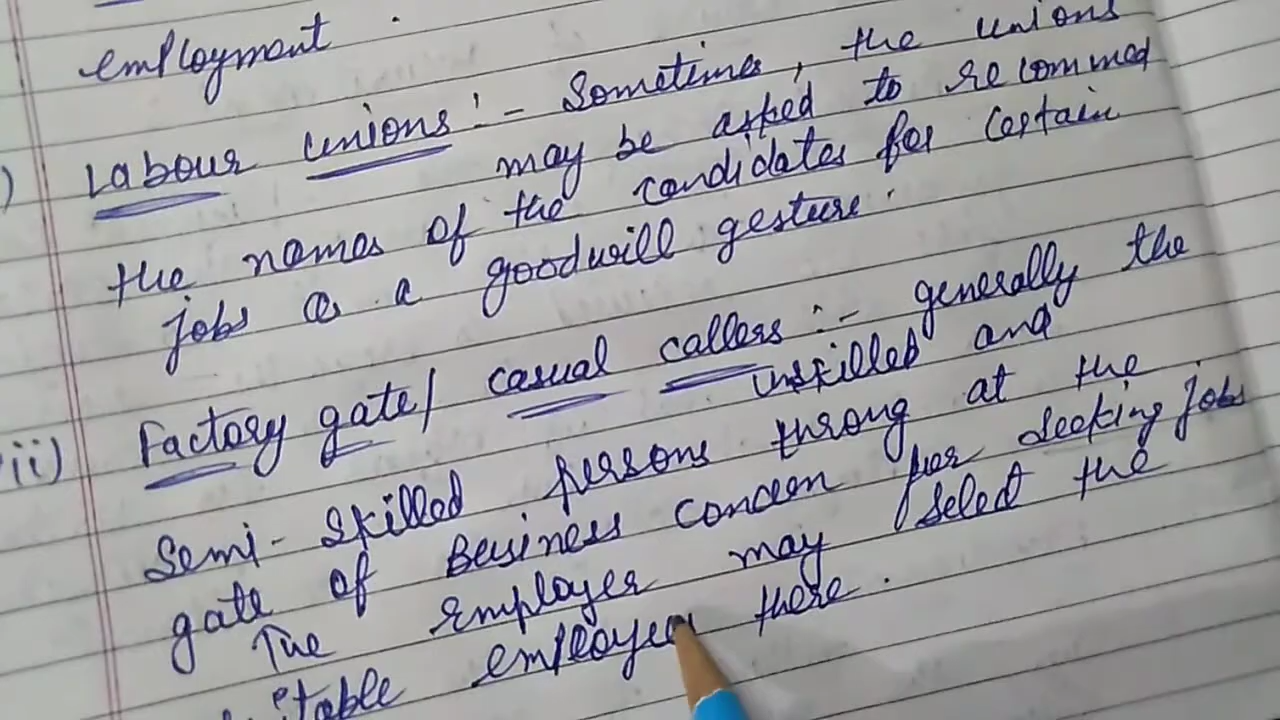 employment .
) Labour unions :- Sometimes, the unions
may be asked to recommed
the names of the candidates for certain
jobs as a goodwill gesture.
ii) Factory gate / casual callers :- generally the
unskilled and
Semi-skilled persons throng at the
gate of Business concern for seeking jobs
The Employer may select the
employees there.